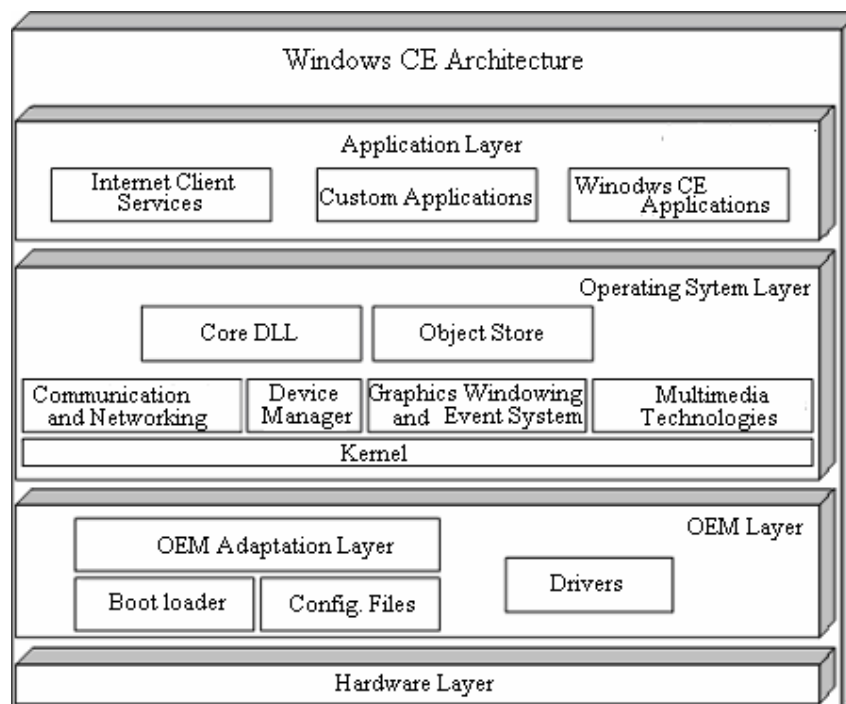 Windows CE Architecture
Application Layer
Internet Client
Services
Custom Applications
Winodws CE
Applications
Operating Sytem Layer
Core DLL
Object Store
Communication
and Networking
Device
Manager
Graphics Windowing
and Event System
Multimedia
Technologies
Kernel
OEM Layer
OEM Adaptation Layer
Boot loader
Config. Files
Drivers
Hardware Layer